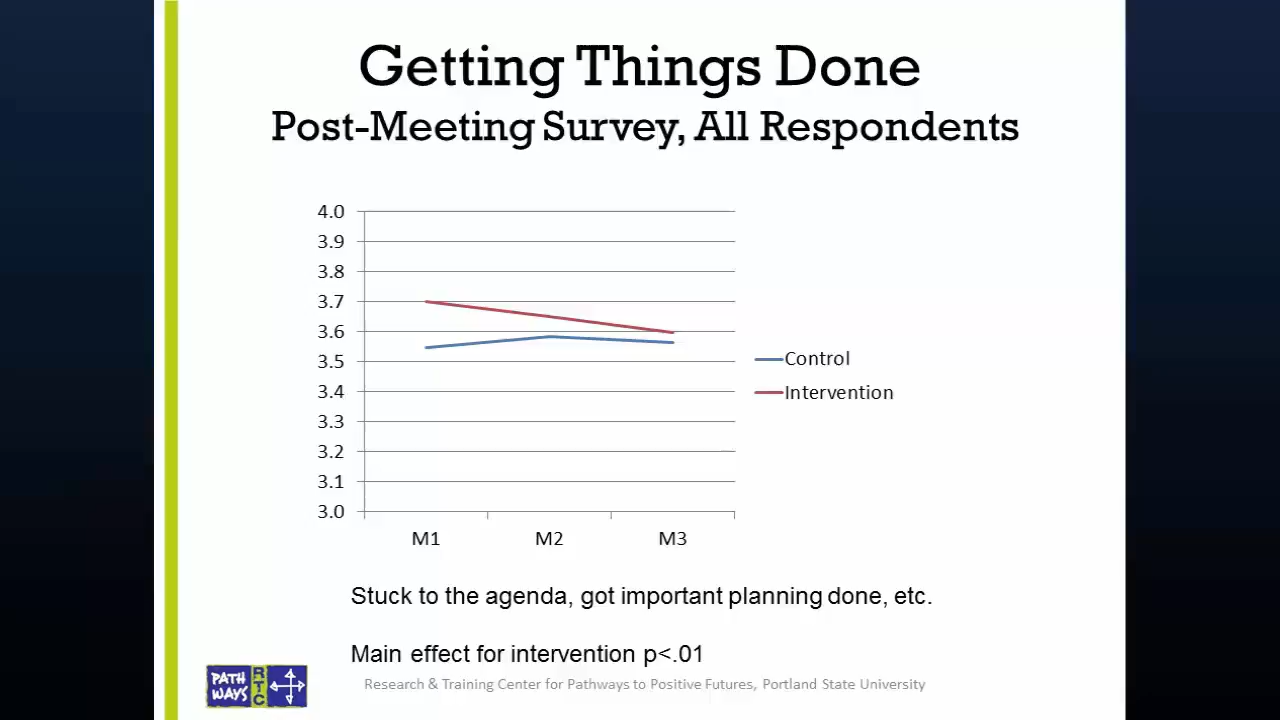 Getting Things Done
Post-Meeting Survey, All Respondents
4.0
3.9
3.8
3.7
3.6
3.5
3.4
3.3
3.2
3.1
3.0
M1 M2 M3
Control
Intervention
Stuck to the agenda, got important planning done, etc.
Main effect for intervention p<.01
PATH
WAYS
RTC
Research & Training Center for Pathways to Positive Futures, Portland State University